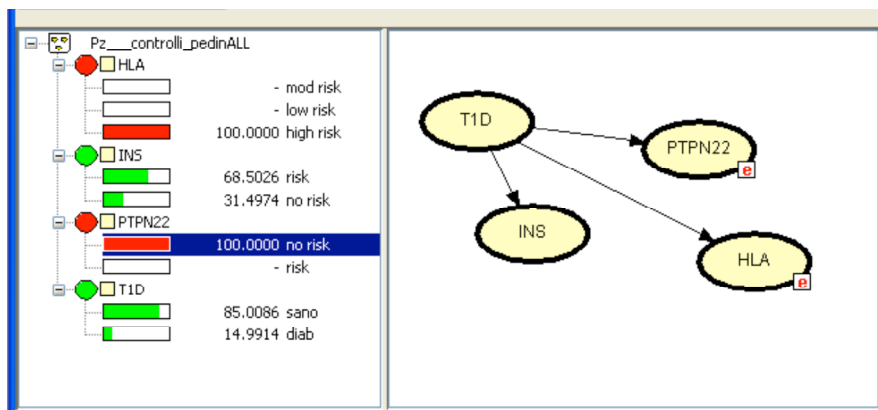 Pz___controlli_pedinALL
HLA
- mod risk
- low risk
100.0000 high risk
INS
68.5026 risk
31.4974 no risk
PTPN22
100.0000 no risk
- risk
T1D
85.0086 sano
14.9914 diab
T1D
PTPN22
e
INS
HLA
e